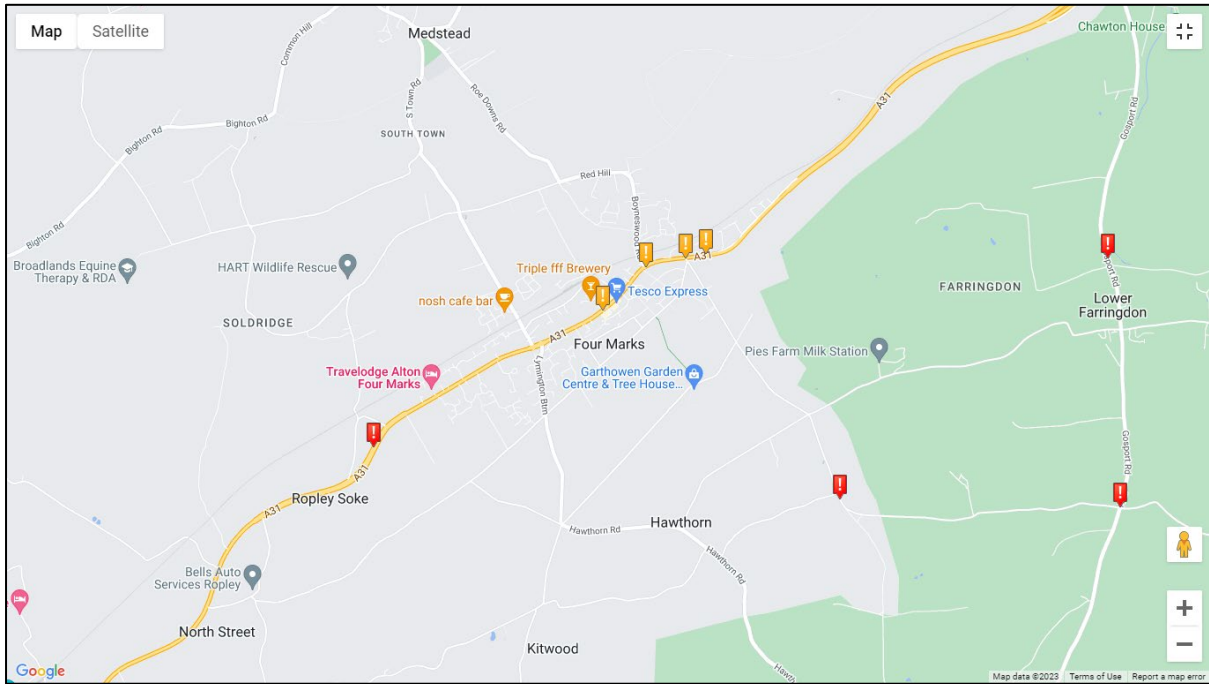 Map
Satellite
Medstead
Chawton House
Common Hill
S Town Rd
Roe Downs Rd
A31
Gosport Rd
Bighton Rd
Bighton Rd
SOUTH TOWN
Red Hill
Boyneswood Rd
Bighton Rd
Broadlands Equine
Therapy & RDA
HART Wildlife Rescue
Triple fff Brewery
A31
nosh cafe bar
Tesco Express
FARRINGDON
Lower
Farringdon
SOLDRIDGE
A31
Four Marks
Pies Farm Milk Station
Travelodge Alton
Four Marks
Lymington Btm
Garthowen Garden
Centre & Tree House...
Gosport Rd
A31
Ropley Soke
A31
Hawthorn Rd
Hawthorn
Hawthorn Rd
Bells Auto
Services Ropley
North Street
Kitwood
Google
Map data ©2023
Terms of Use
Report a map error